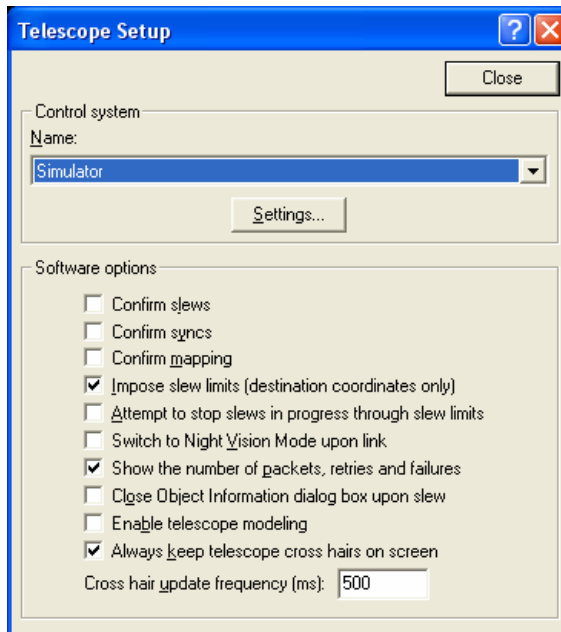 Telescope Setup
Close
Control system
Name:
Simulator
Settings...
Software options
Confirm slews
Confirm syncs
Confirm mapping
Impose slew limits (destination coordinates only)
Attempt to stop slews in progress through slew limits
Switch to Night Vision Mode upon link
Show the number of packets, retries and failures
Close Object Information dialog box upon slew
Enable telescope modeling
Always keep telescope cross hairs on screen
Cross hair update frequency (ms): 500